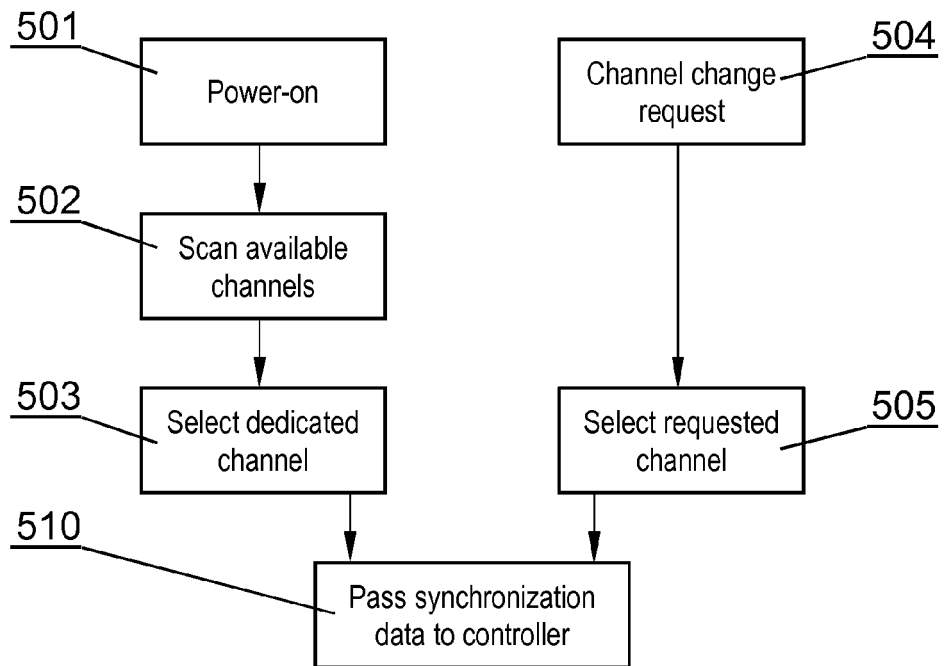 501
Power-on
504
Channel change
request
502
Scan available
channels
503
Select dedicated
channel
505
Select requested
channel
510
Pass synchronization
data to controller